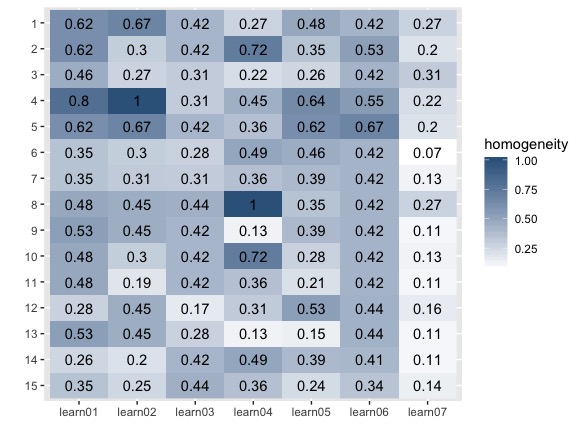 1 0.62 0.67 0.42 0.27 0.48 0.42 0.27
2 0.62 0.3 0.42 0.72 0.35 0.53 0.2
3 0.46 0.27 0.31 0.22 0.26 0.42 0.31
4 0.8 1 0.31 0.45 0.64 0.55 0.22
5 0.62 0.67 0.42 0.36 0.62 0.67 0.2
6 0.35 0.3 0.28 0.49 0.46 0.42 0.07
7 0.35 0.31 0.31 0.36 0.39 0.42 0.13
8 0.48 0.45 0.44 1 0.35 0.42 0.27
9 0.53 0.45 0.42 0.13 0.39 0.42 0.11
10 0.48 0.3 0.42 0.72 0.28 0.42 0.13
11 0.48 0.19 0.42 0.36 0.21 0.42 0.11
12 0.28 0.45 0.17 0.31 0.53 0.44 0.16
13 0.53 0.45 0.28 0.13 0.15 0.44 0.11
14 0.26 0.2 0.42 0.49 0.39 0.41 0.11
15 0.35 0.25 0.44 0.36 0.24 0.34 0.14
learn01 learn02 learn03 learn04 learn05 learn06 learn07
homogeneity
1.00
0.75
0.50
0.25